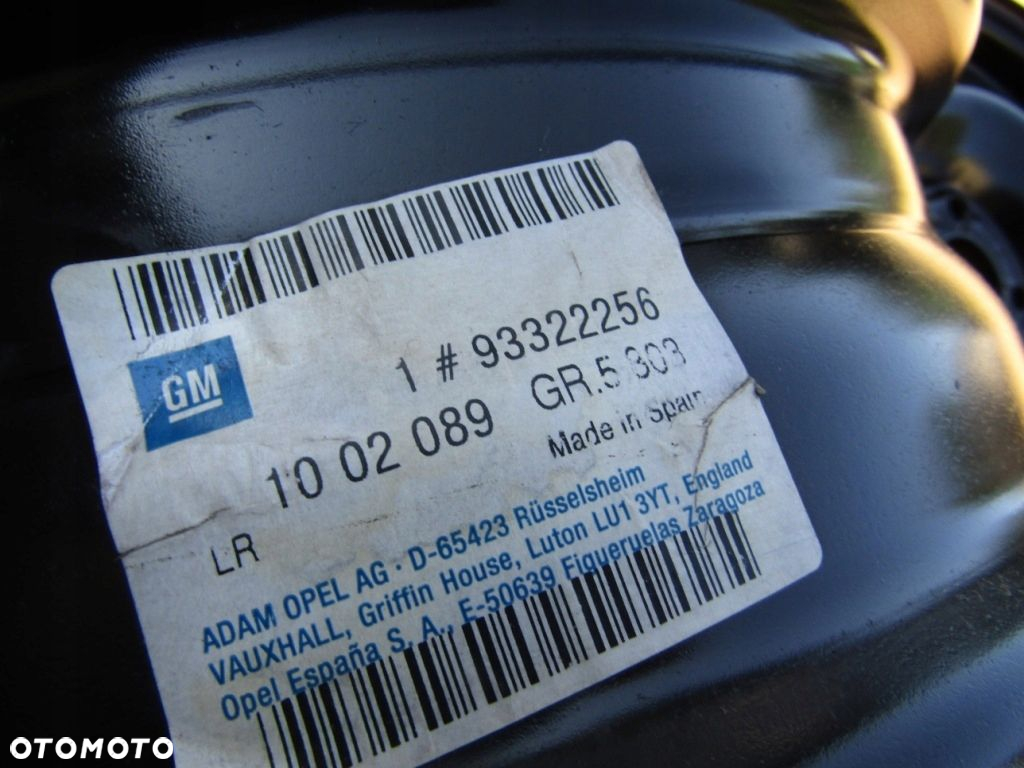 GM
1 # 93322256
10 02 089 GR.5 303
Made in Spain
LR
ADAM OPEL AG · D-65423 Rüsselsheim
VAUXHALL, Griffin House, Luton LU1 3YT, England
Opel España S. A., E-50639 Figueruelas Zaragoza
OTOMOTO